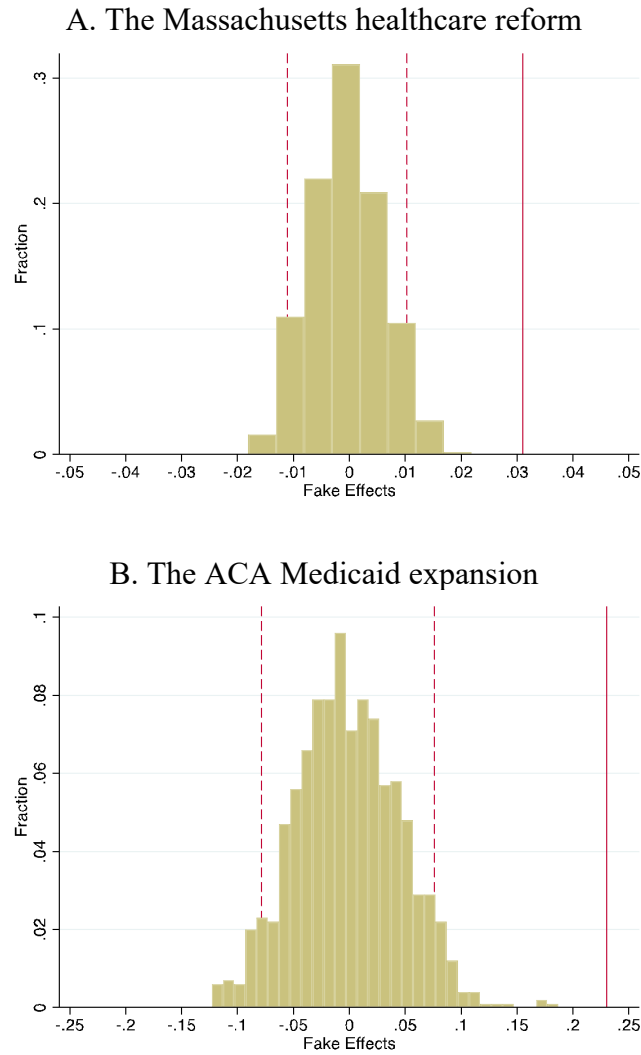 A. The Massachusetts healthcare reform
.3
.2
.1
0
Fraction
-.05 -.04 -.03 -.02 -.01 0 .01 .02 .03 .04 .05
Fake Effects
B. The ACA Medicaid expansion
.1
.08
.06
.04
.02
0
Fraction
-.25 -.2 -.15 -.1 -.05 0 .05 .1 .15 .2 .25
Fake Effects